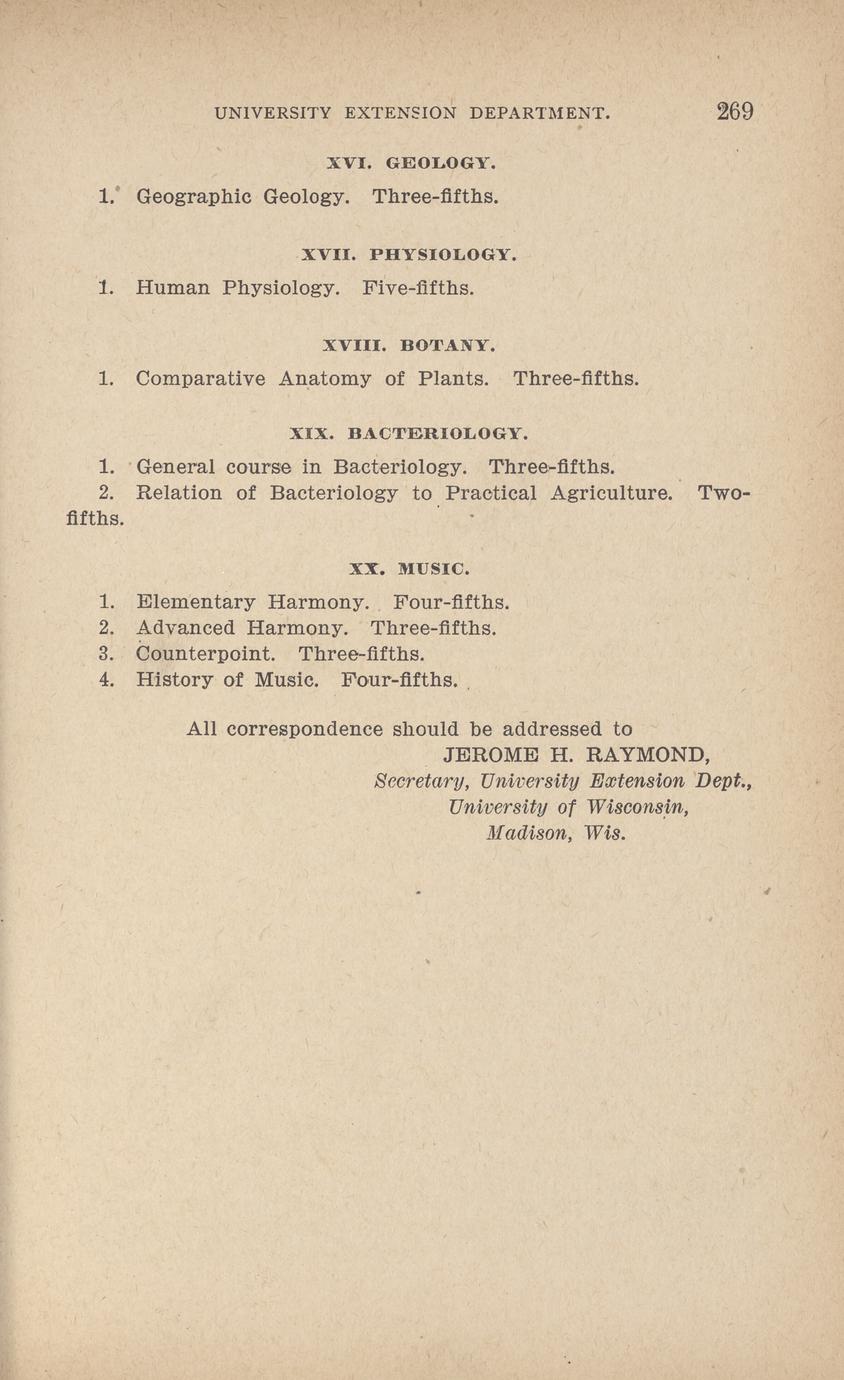 UNIVERSITY EXTENSION DEPARTMENT. 269
XVI. GEOLOGY.
1. Geographic Geology. Three-fifths.
XVII. PHYSIOLOGY.
1. Human Physiology. Five-fifths.
XVIII. BOTANY.
1. Comparative Anatomy of Plants. Three-fifths.
XIX. BACTERIOLOGY.
1. General course in Bacteriology. Three-fifths.
2. Relation of Bacteriology to Practical Agriculture. Two-
fifths.
XX. MUSIC.
1. Elementary Harmony. Four-fifths.
2. Advanced Harmony. Three-fifths.
3. Counterpoint. Three-fifths.
4. History of Music. Four-fifths.
All correspondence should be addressed to
JEROME H. RAYMOND,
Secretary, University Extension Dept.,
University of Wisconsin,
Madison, Wis.